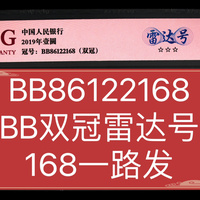 G
ANTY
中国人民银行
2019年壹圆
冠号：BB86122168（双冠）
雷达号
☆☆☆
BB86122168
BB双冠雷达号
168一路发